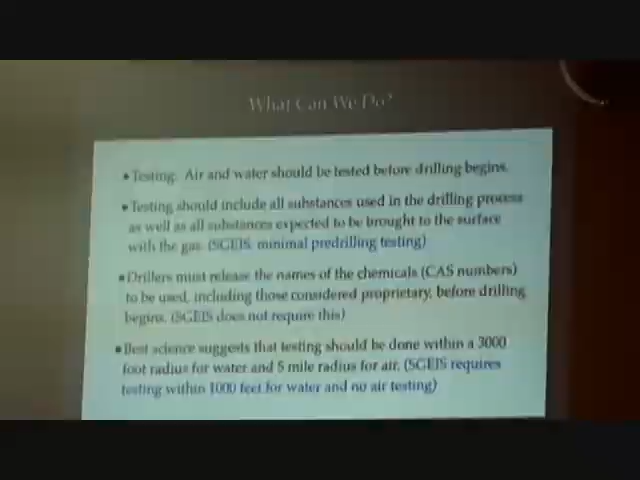 What Can We Do?
• Testing. Air and water should be tested before drilling begins.
• Testing should include all substances used in the drilling process
as well as all substances expected to be brought to the surface
with the gas. (SGEIS: minimal predrilling testing)
• Drillers must release the names of the chemicals (CAS numbers)
to be used, including those considered proprietary, before drilling
begins. (SGEIS does not require this)
• Best science suggests that testing should be done within a 3000
foot radius for water and 5 mile radius for air. (SGEIS requires
testing within 1000 feet for water and no air testing)